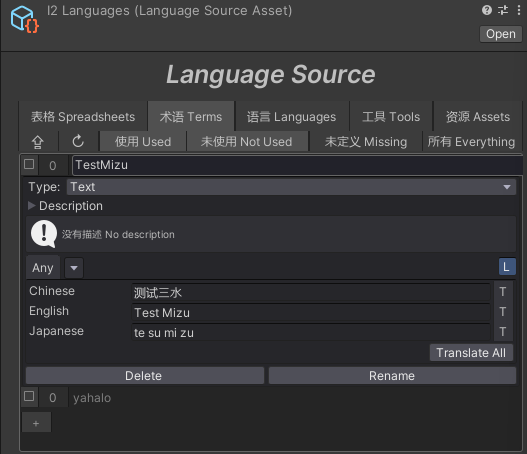 I2 Languages (Language Source Asset)
Open
Language Source
表格 Spreadsheets 术语 Terms 语言 Languages 工具 Tools 资源 Assets
使用 Used 未使用 Not Used 未定义 Missing 所有 Everything
0 TestMizu
Type: Text
Description
没有描述 No description
Any L
Chinese 测试三水 T
English Test Mizu T
Japanese te su mi zu T
Translate All
Delete Rename
0 yahalo
+